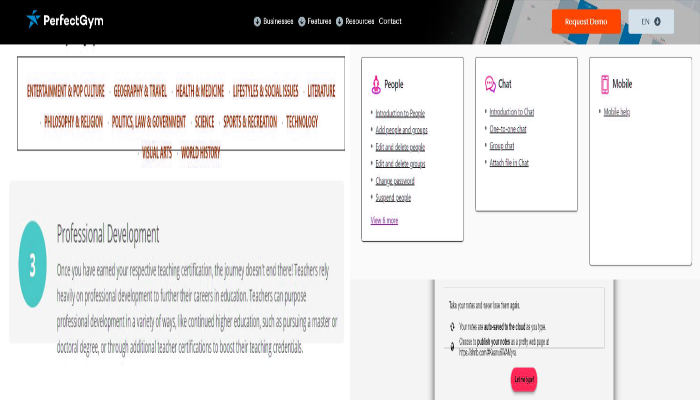 PerfectGym
Businesses Features Resources Contact
Request Demo
EN
ENTERTAINMENT & POP CULTURE · GEOGRAPHY & TRAVEL · HEALTH & MEDICINE · LIFESTYLES & SOCIAL ISSUES · LITERATURE
· PHILOSOPHY & RELIGION · POLITICS, LAW & GOVERNMENT · SCIENCE · SPORTS & RECREATION · TECHNOLOGY
· VISUAL ARTS · WORLD HISTORY
3
Professional Development
Once you have earned your respective teaching certification, the journey doesn't end there! Teachers rely
heavily on professional development to further their careers in education. Teachers can purpose
professional development in a variety of ways, like continued higher education, such as pursuing a master or
doctoral degree, or through additional teacher certifications to boost their teaching credentials.
People
• Introduction to People
• Add people and groups
• Edit and delete people
• Edit and delete groups
• Change password
• Suspend people
View 6 more
Chat
• Introduction to Chat
• One-to-one chat
• Group chat
• Attach file in Chat
Mobile
• Mobile help
Take your notes and never lose them again.
Your notes are auto-saved to the cloud as you type.
Choose to publish your notes as a pretty web page at
Let me type!